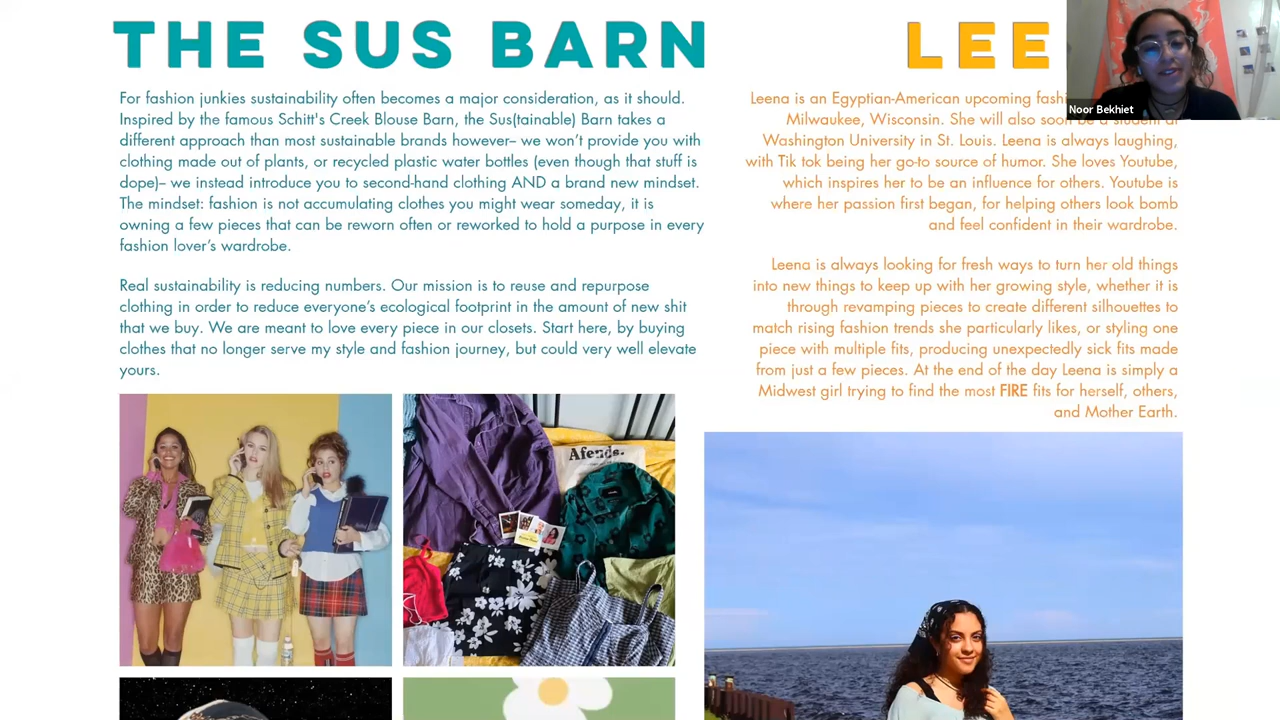 THE SUS BARN
For fashion junkies sustainability often becomes a major consideration, as it should.
Inspired by the famous Schitt's Creek Blouse Barn, the Sus(tainable) Barn takes a
different approach than most sustainable brands however– we won't provide you with
clothing made out of plants, or recycled plastic water bottles (even though that stuff is
dope)– we instead introduce you to second-hand clothing AND a brand new mindset.
The mindset: fashion is not accumulating clothes you might wear someday, it is
owning a few pieces that can be reworn often or reworked to hold a purpose in every
fashion lover's wardrobe.
Real sustainability is reducing numbers. Our mission is to reuse and repurpose
clothing in order to reduce everyone's ecological footprint in the amount of new shit
that we buy. We are meant to love every piece in our closets. Start here, by buying
clothes that no longer serve my style and fashion journey, but could very well elevate
yours.
Afends.
LEE
Leena is an Egyptian-American upcoming
Milwaukee, Wisconsin. She will also soon be a student at
Washington University in St. Louis. Leena is always laughing,
with Tik tok being her go-to source of humor. She loves Youtube,
which inspires her to be an influence for others. Youtube is
where her passion first began, for helping others look bomb
and feel confident in their wardrobe.
Leena is always looking for fresh ways to turn her old things
into new things to keep up with her growing style, whether it is
through revamping pieces to create different silhouettes to
match rising fashion trends she particularly likes, or styling one
piece with multiple fits, producing unexpectedly sick fits made
from just a few pieces. At the end of the day Leena is simply a
Midwest girl trying to find the most FIRE fits for herself, others,
and Mother Earth.
Noor Bekhiet